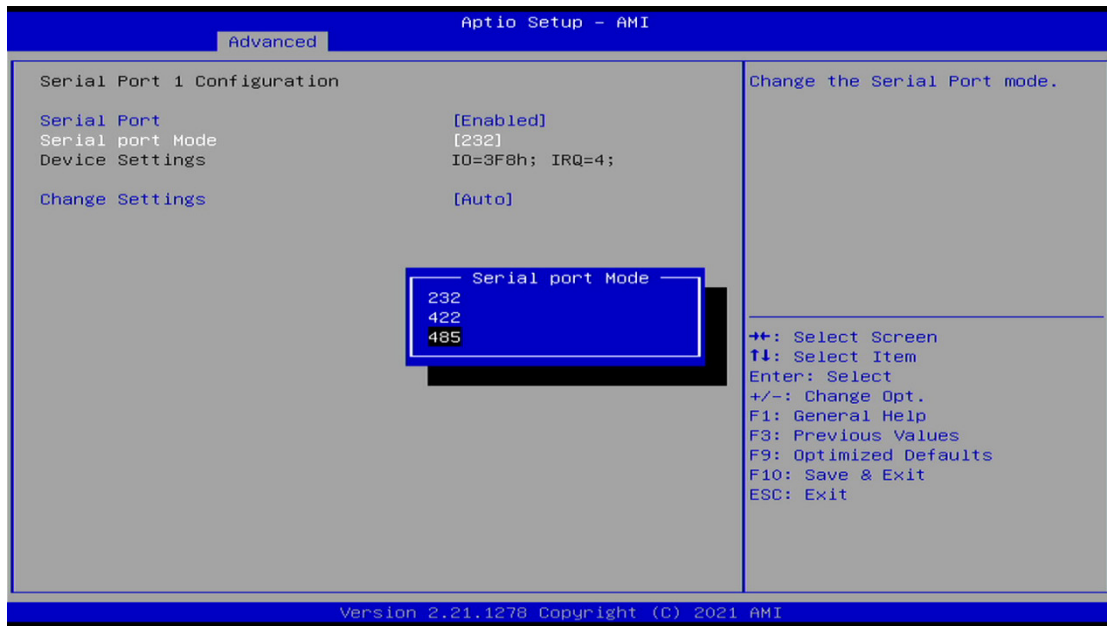 Aptio Setup – AMI
Advanced
Serial Port 1 Configuration
Serial Port [Enabled]
Serial port Mode [232]
Device Settings IO=3F8h; IRQ=4;
Change Settings [Auto]
Serial port Mode
232
422
485
Change the Serial Port mode.
→←: Select Screen
↑↓: Select Item
Enter: Select
+/-: Change Opt.
F1: General Help
F3: Previous Values
F9: Optimized Defaults
F10: Save & Exit
ESC: Exit
Version 2.21.1278 Copyright (C) 2021 AMI